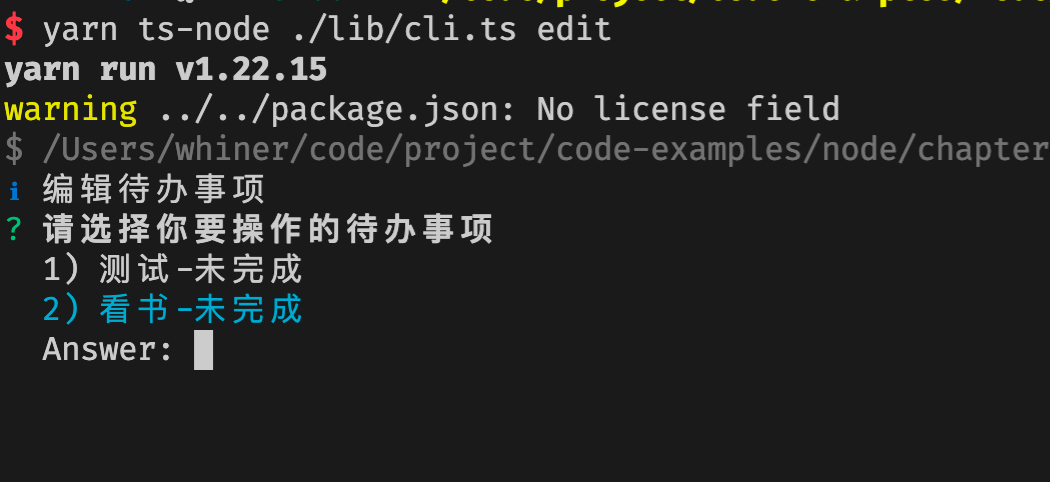 $ yarn ts-node ./lib/cli.ts edit
yarn run v1.22.15
warning ../../package.json: No license field
$ /Users/whiner/code/project/code-examples/node/chapter
ℹ 编辑待办事项
? 请选择你要操作的待办事项
1) 测试-未完成
2) 看书-未完成
Answer: